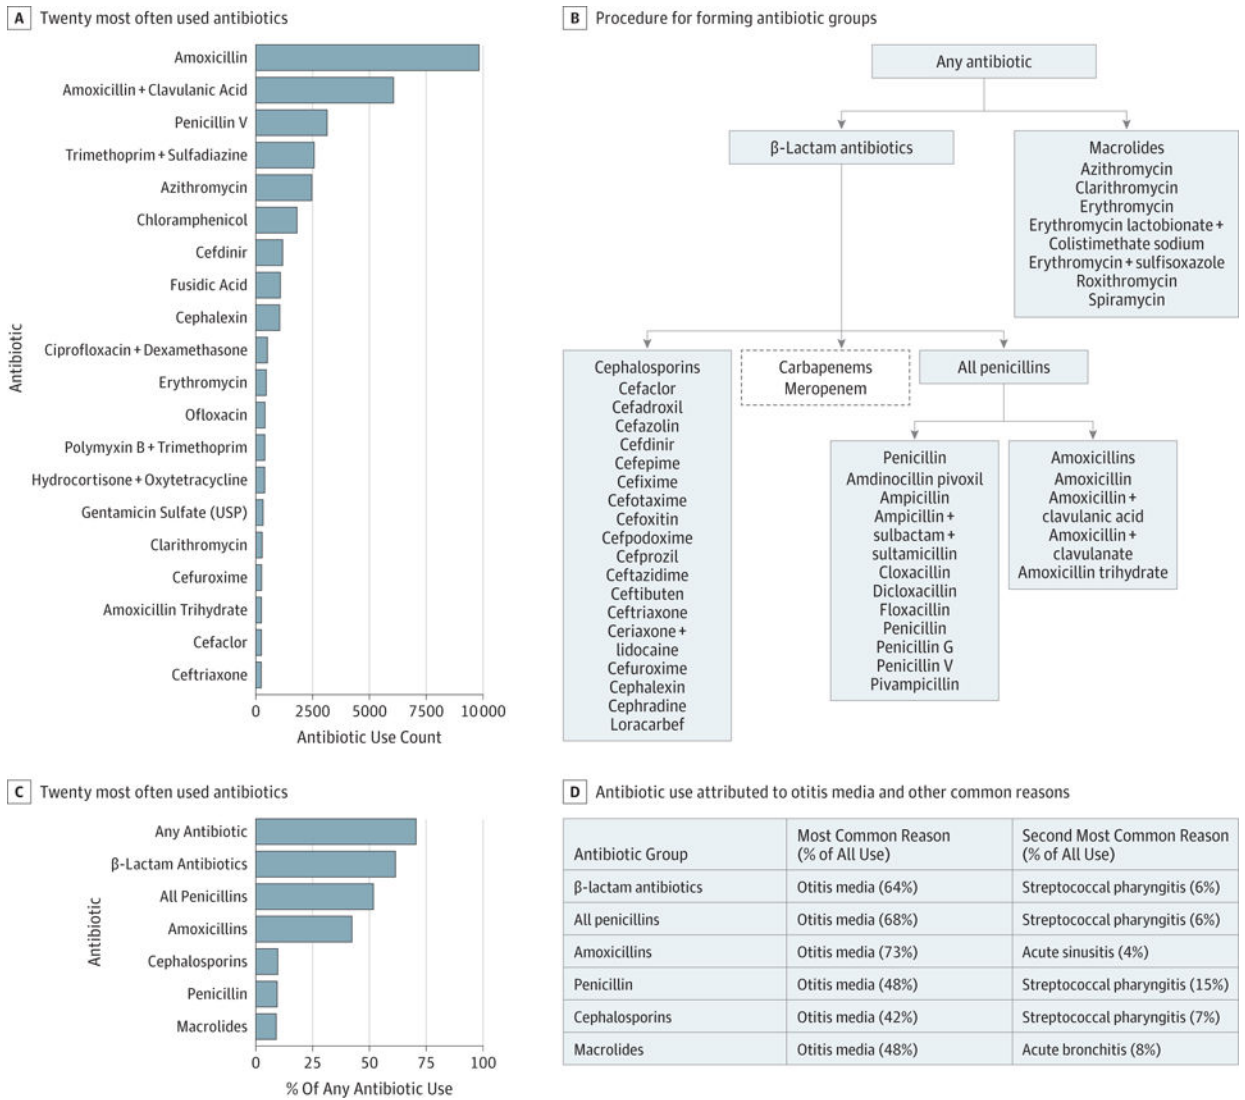 A Twenty most often used antibiotics
Amoxicillin
Amoxicillin + Clavulanic Acid
Penicillin V
Trimethoprim + Sulfadiazine
Azithromycin
Chloramphenicol
Cefdinir
Fusidic Acid
Cephalexin
Ciprofloxacin + Dexamethasone
Erythromycin
Ofloxacin
Polymyxin B + Trimethoprim
Hydrocortisone + Oxytetracycline
Gentamicin Sulfate (USP)
Clarithromycin
Cefuroxime
Amoxicillin Trihydrate
Cefaclor
Ceftriaxone
Antibiotic
0 2500 5000 7500 10000
Antibiotic Use Count
B Procedure for forming antibiotic groups
Any antibiotic
β-Lactam antibiotics
Macrolides
Azithromycin
Clarithromycin
Erythromycin
Erythromycin lactobionate +
Colistimethate sodium
Erythromycin + sulfisoxazole
Roxithromycin
Spiramycin
Cephalosporins
Cefaclor
Cefadroxil
Cefazolin
Cefdinir
Cefepime
Cefixime
Cefotaxime
Cefoxitin
Cefpodoxime
Cefprozil
Ceftazidime
Ceftibuten
Ceftriaxone
Ceriaxone +
lidocaine
Cefuroxime
Cephalexin
Cephradine
Loracarbef
Carbapenems
Meropenem
All penicillins
Penicillin
Amdinocillin pivoxil
Ampicillin
Ampicillin +
sulbactam +
sultamicillin
Cloxacillin
Dicloxacillin
Floxacillin
Penicillin
Penicillin G
Penicillin V
Pivampicillin
Amoxicillins
Amoxicillin
Amoxicillin +
clavulanic acid
Amoxicillin +
clavulanate
Amoxicillin trihydrate
C Twenty most often used antibiotics
Any Antibiotic
β-Lactam Antibiotics
All Penicillins
Amoxicillins
Cephalosporins
Penicillin
Macrolides
Antibiotic
0 25 50 75 100
% Of Any Antibiotic Use
D Antibiotic use attributed to otitis media and other common reasons
Antibiotic Group Most Common Reason (% of All Use) Second Most Common Reason (% of All Use)
β-lactam antibiotics Otitis media (64%) Streptococcal pharyngitis (6%)
All penicillins Otitis media (68%) Streptococcal pharyngitis (6%)
Amoxicillins Otitis media (73%) Acute sinusitis (4%)
Penicillin Otitis media (48%) Streptococcal pharyngitis (15%)
Cephalosporins Otitis media (42%) Streptococcal pharyngitis (7%)
Macrolides Otitis media (48%) Acute bronchitis (8%)